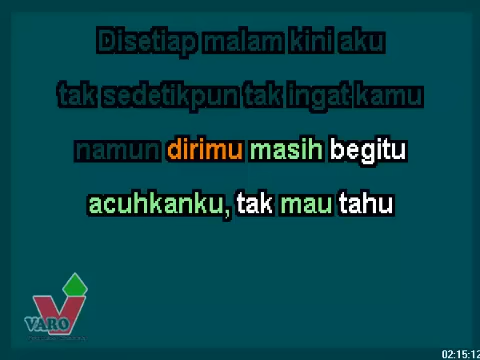 Disetiap malam kini aku
tak sedetikpun tak ingat kamu
namun dirimu masih begitu
acuhkanku, tak mau tahu
VARO
02:15:12